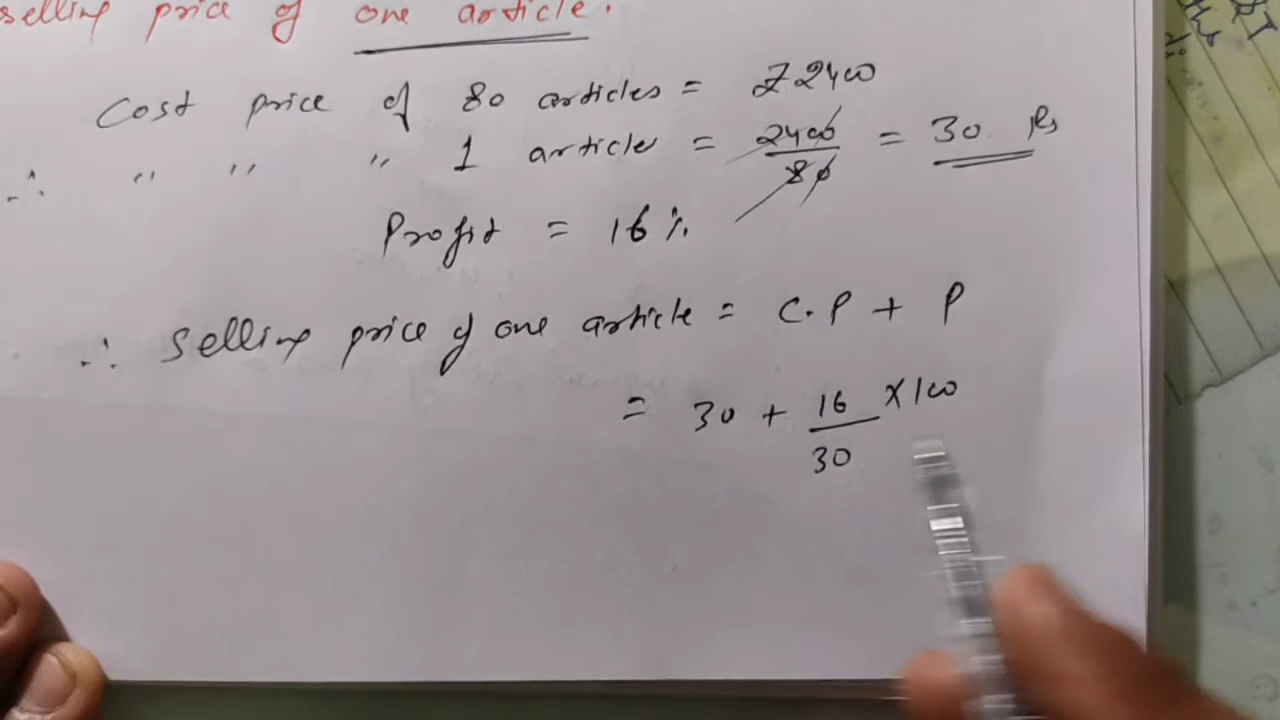 selling price of one article.
Cost price of 80 articles = ₹ 2400
∴ " " " 1 article = 2400/80 = 30 Rs
Profit = 16%
∴ Selling price of one article = C.P + P
= 30 + 16/30 × 100